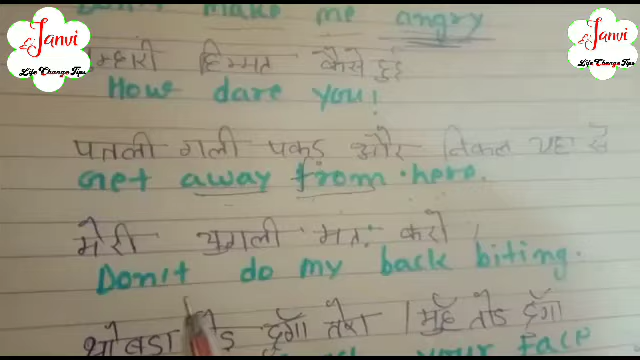 Janvi
Life Change Tips
Janvi
Life Change Tips
Don't make me angry
तुम्हारी हिम्मत कैसे हुई
How dare you!
पतली गली पकड़ और निकल यहा से
Get away from here.
मेरी चुगली मत करो।
Don't do my back biting.
थोबडा तोड़ दूँगा तेरा / मुँह तोड दूँगा
your face